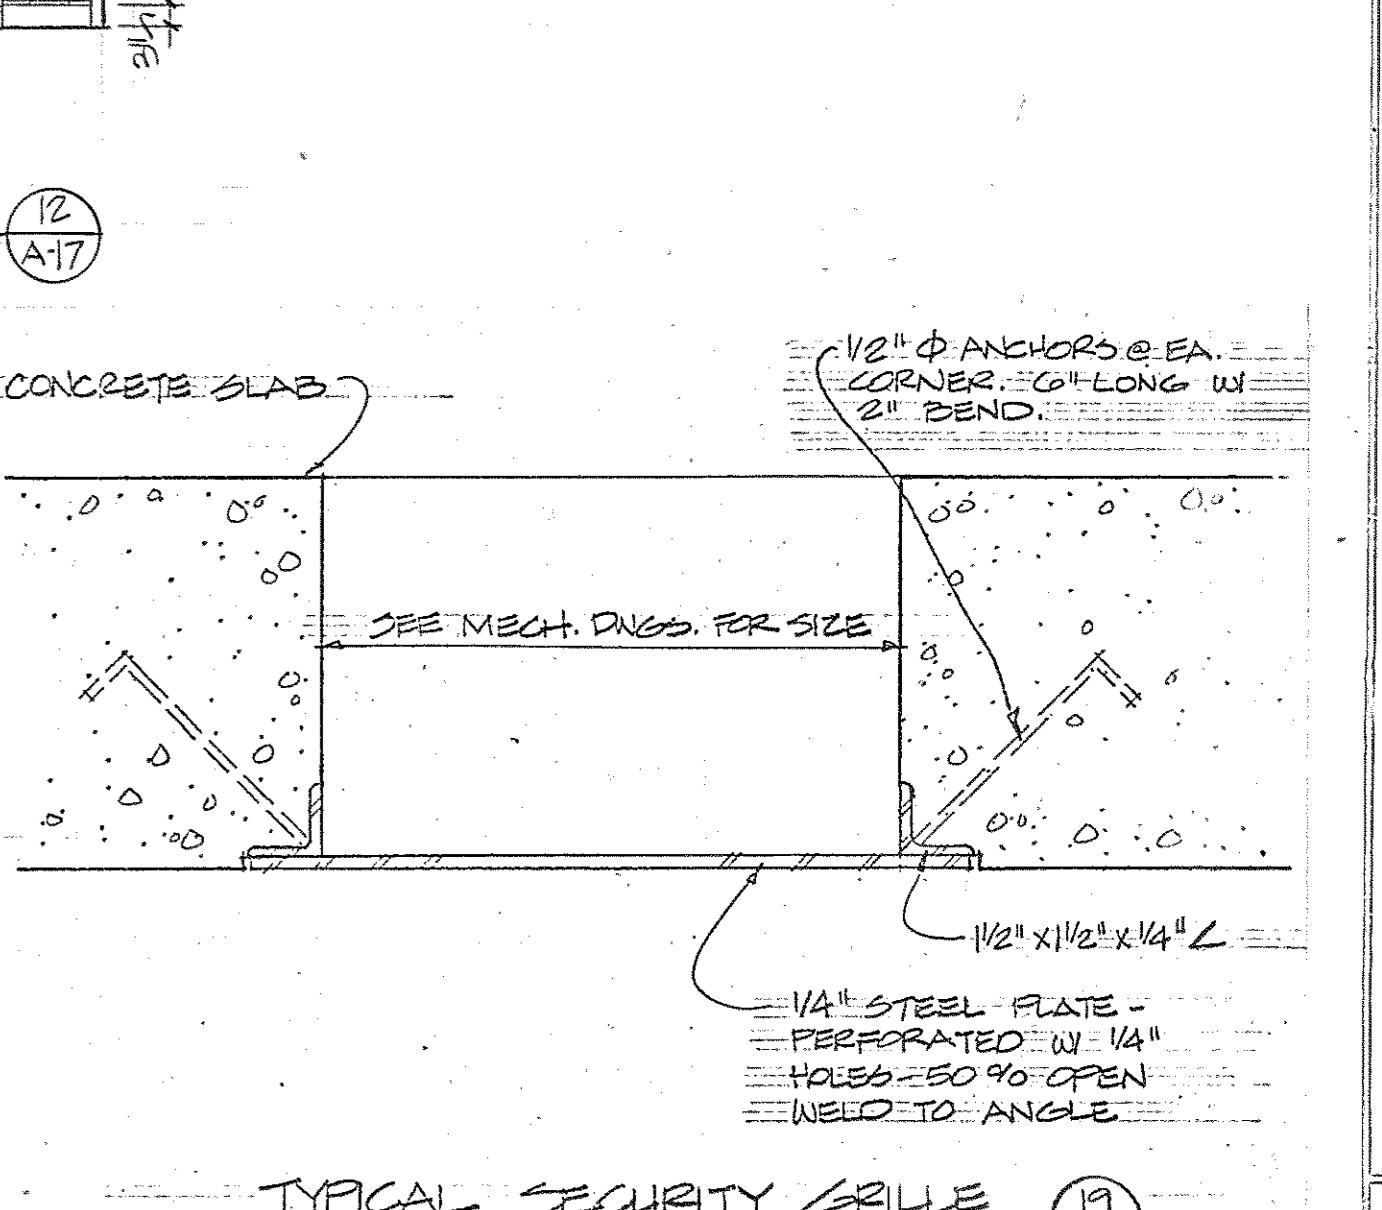 12
A-17
1/2" Φ ANCHORS @ EA.
CORNER. 6" LONG W/
2" BEND.
CONCRETE SLAB
SEE MECH. DWGS. FOR SIZE
1 1/2" X 1 1/2" X 1/4" ∠
1/4" STEEL PLATE -
PERFORATED W/ 1/4"
HOLES - 50% OPEN
WELD TO ANGLE
TYPICAL SECURITY GRILLE
19